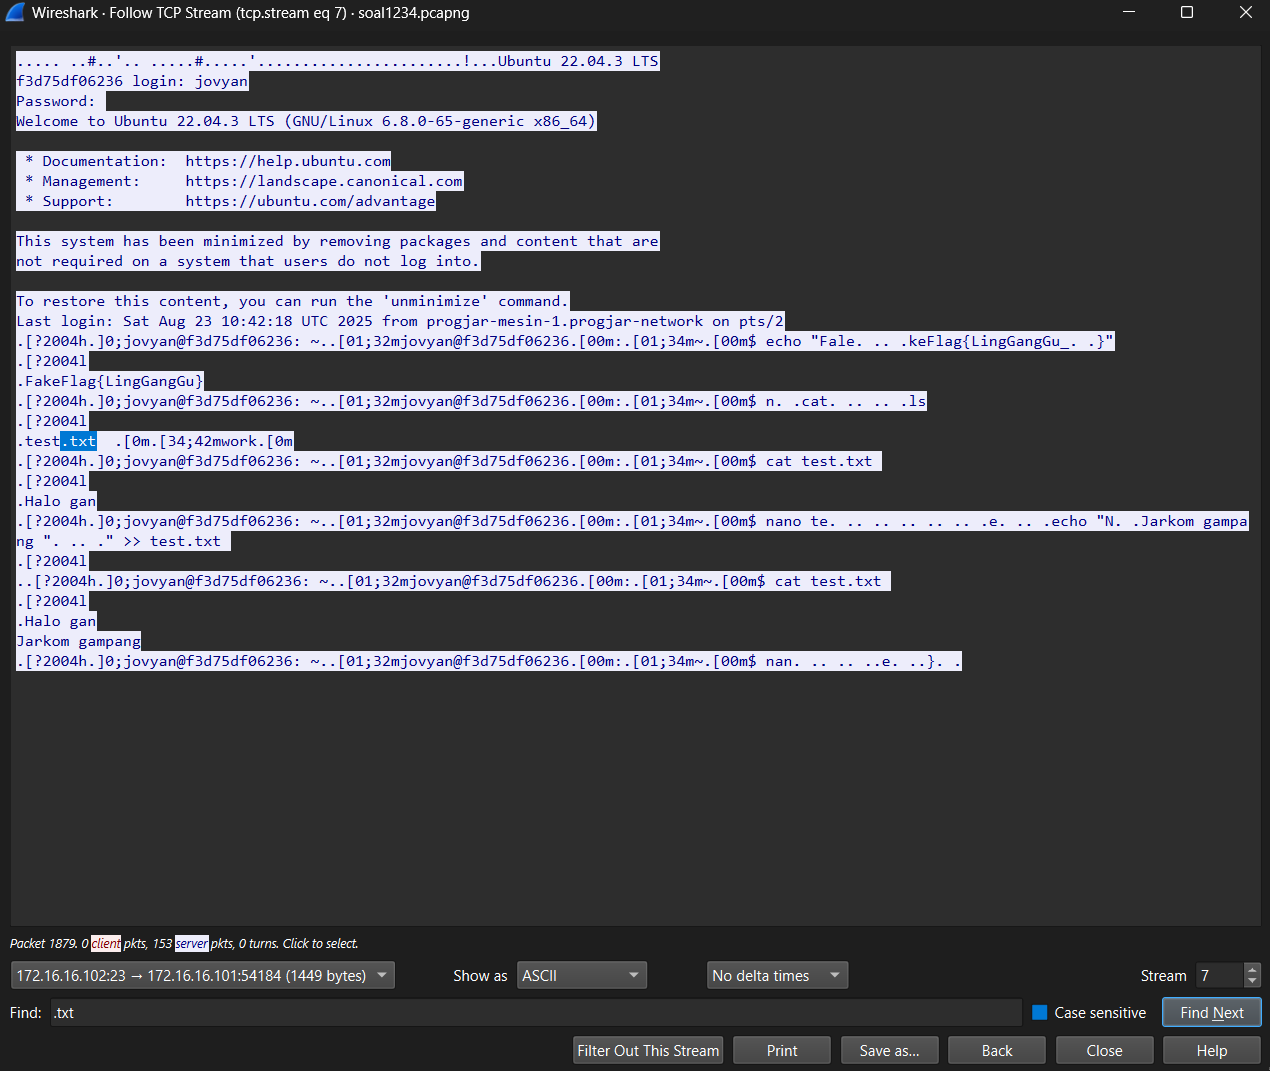 Wireshark · Follow TCP Stream (tcp.stream eq 7) · soal1234.pcapng
..... ..#..'.. .....#.....'.......................!...Ubuntu 22.04.3 LTS
f3d75df06236 login: jovyan
Password:
Welcome to Ubuntu 22.04.3 LTS (GNU/Linux 6.8.0-65-generic x86_64)
* Documentation:  https://help.ubuntu.com
* Management:     https://landscape.canonical.com
* Support:        https://ubuntu.com/advantage
This system has been minimized by removing packages and content that are
not required on a system that users do not log into.
To restore this content, you can run the 'unminimize' command.
Last login: Sat Aug 23 10:42:18 UTC 2025 from progjar-mesin-1.progjar-network on pts/2
.[?2004h.]0;jovyan@f3d75df06236: ~..[01;32mjovyan@f3d75df06236.[00m:.[01;34m~.[00m$ echo "Fale. .. .keFlag{LingGangGu_. .}"
.[?2004l
.FakeFlag{LingGangGu}
.[?2004h.]0;jovyan@f3d75df06236: ~..[01;32mjovyan@f3d75df06236.[00m:.[01;34m~.[00m$ n. .cat. .. .. .ls
.[?2004l
.test.txt  .[0m.[34;42mwork.[0m
.[?2004h.]0;jovyan@f3d75df06236: ~..[01;32mjovyan@f3d75df06236.[00m:.[01;34m~.[00m$ cat test.txt
.[?2004l
.Halo gan
.[?2004h.]0;jovyan@f3d75df06236: ~..[01;32mjovyan@f3d75df06236.[00m:.[01;34m~.[00m$ nano te. .. .. .. .. .. .. .e. .. .echo "N. .Jarkom gampa
ng ". .. ." >> test.txt
.[?2004l
..[?2004h.]0;jovyan@f3d75df06236: ~..[01;32mjovyan@f3d75df06236.[00m:.[01;34m~.[00m$ cat test.txt
.[?2004l
.Halo gan
Jarkom gampang
.[?2004h.]0;jovyan@f3d75df06236: ~..[01;32mjovyan@f3d75df06236.[00m:.[01;34m~.[00m$ nan. .. .. ..e. ..}. .
Packet 1879. 0 client pkts, 153 server pkts, 0 turns. Click to select.
172.16.16.102:23 → 172.16.16.101:54184 (1449 bytes) Show as ASCII No delta times Stream 7
Find: .txt Case sensitive Find Next
Filter Out This Stream Print Save as... Back Close Help